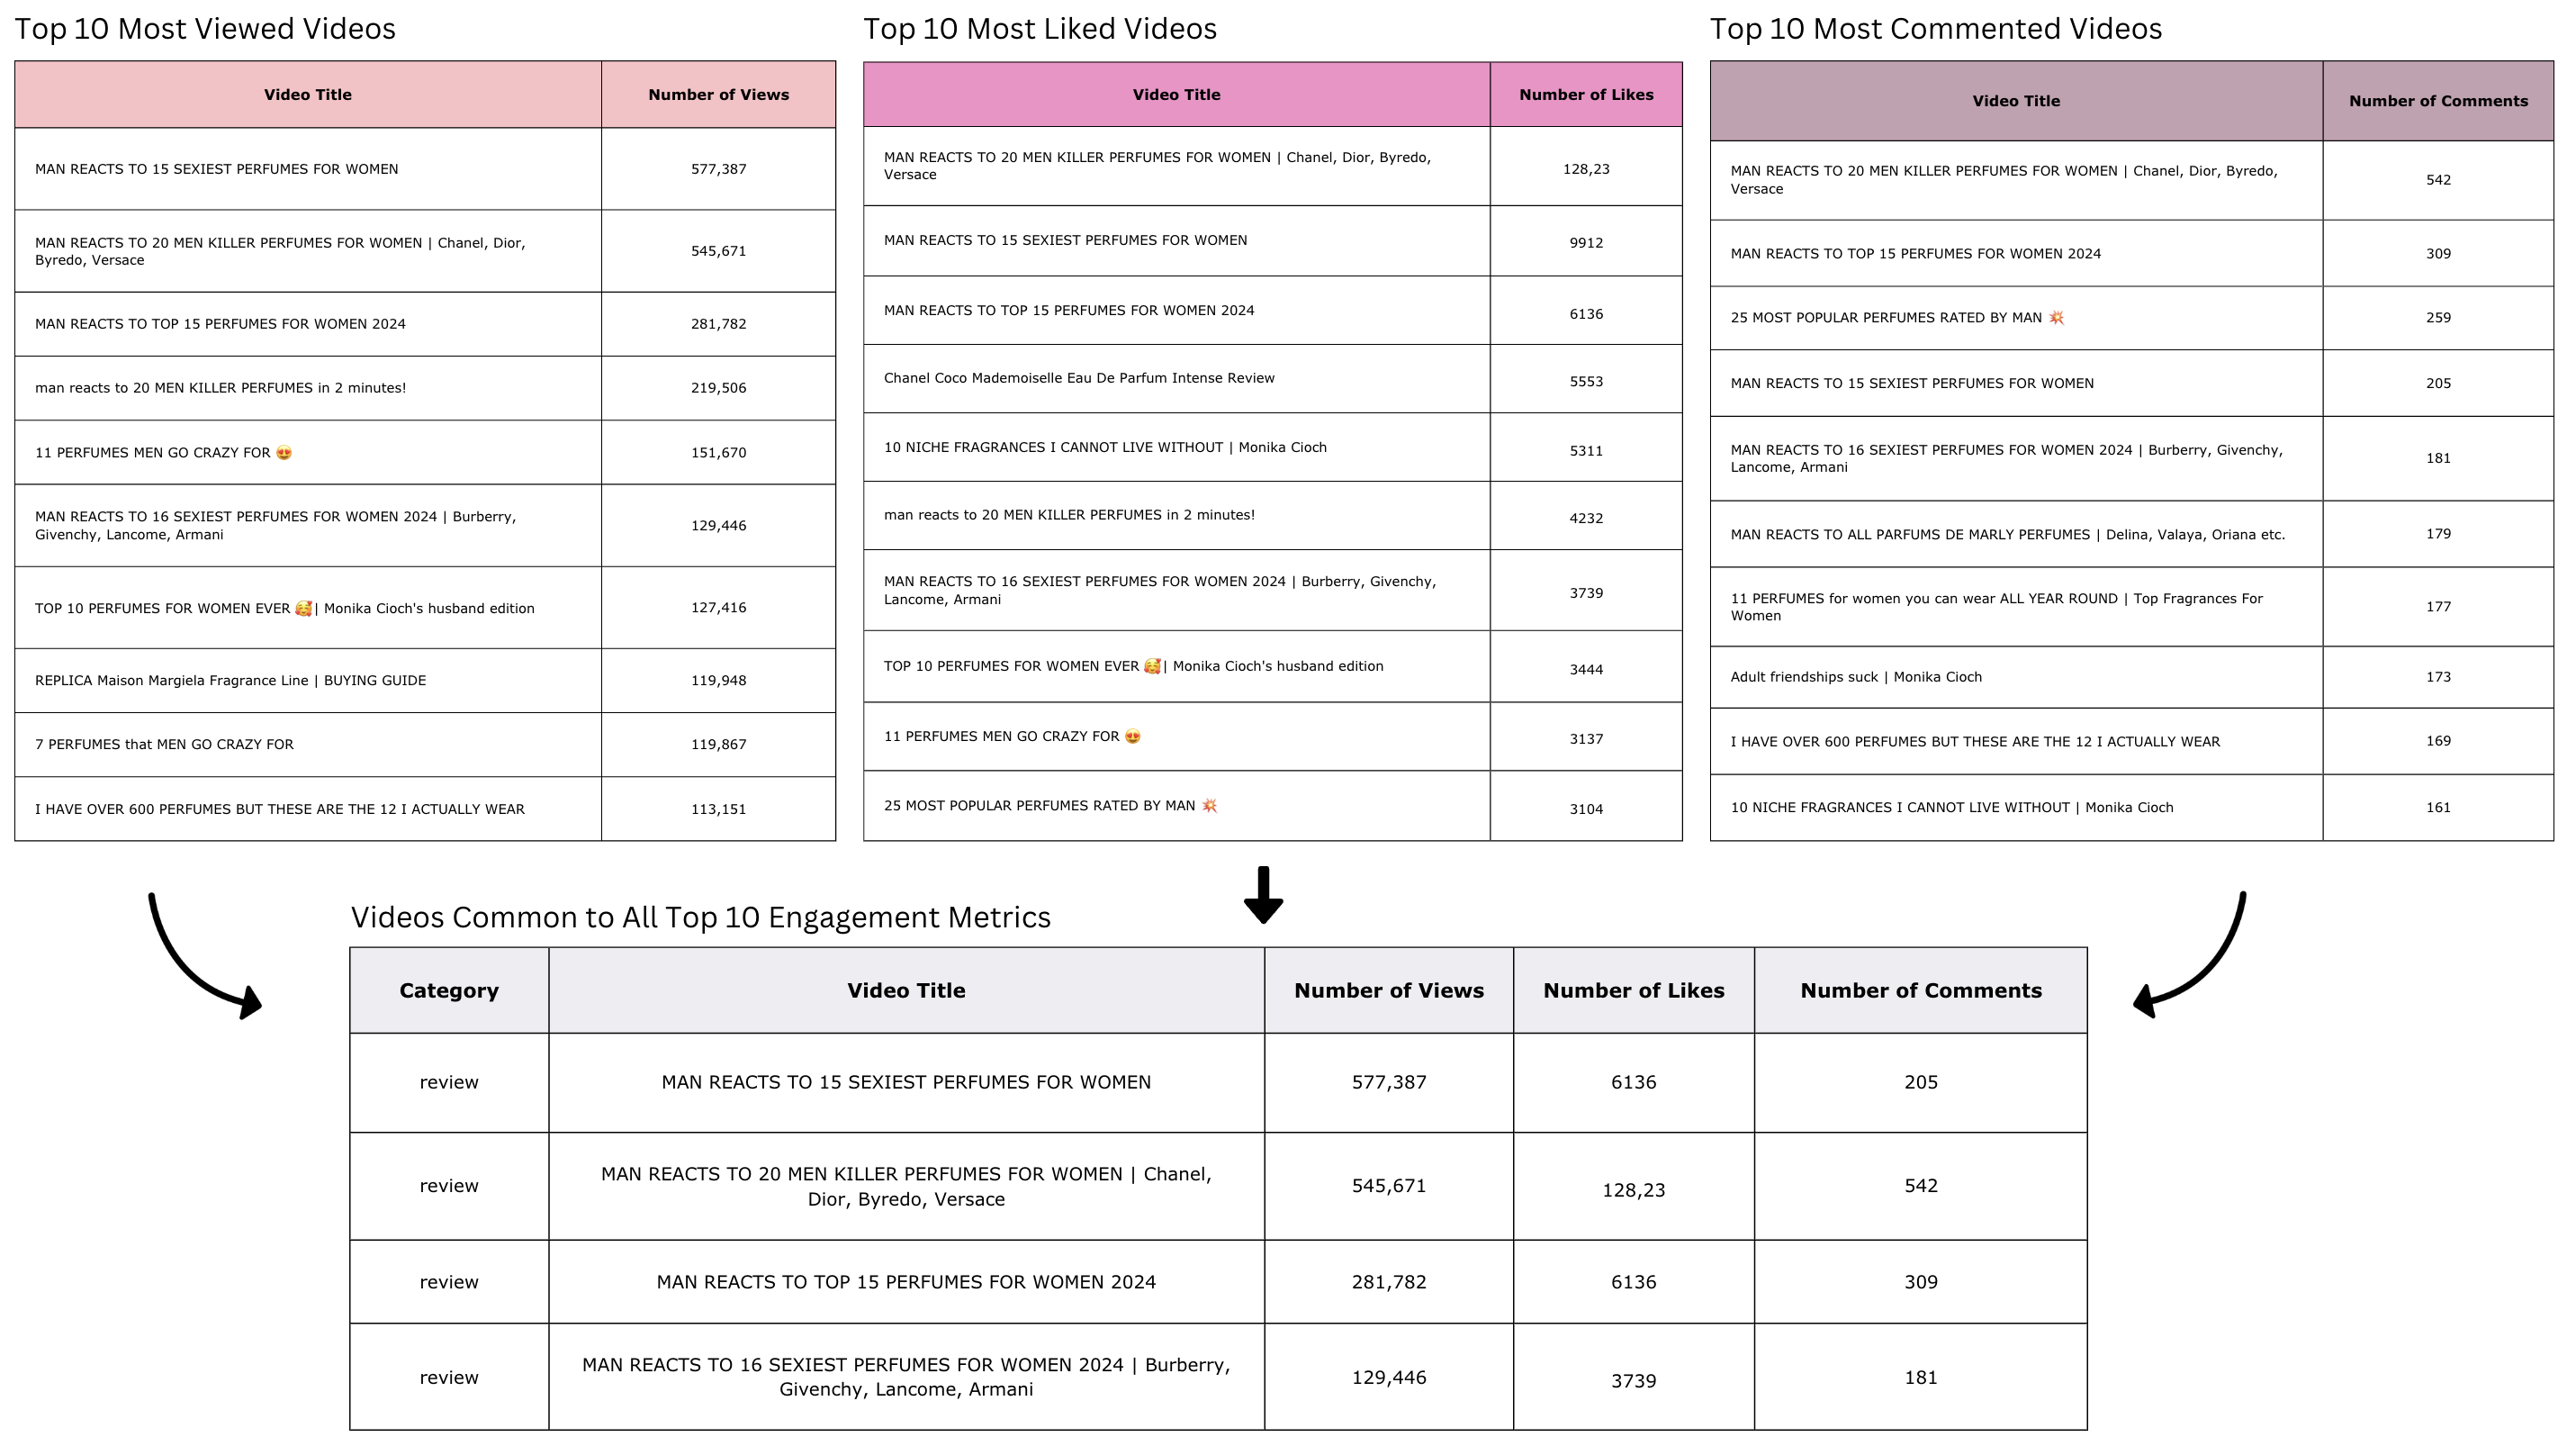 Top 10 Most Viewed Videos
Video Title Number of Views
MAN REACTS TO 15 SEXIEST PERFUMES FOR WOMEN 577,387
MAN REACTS TO 20 MEN KILLER PERFUMES FOR WOMEN | Chanel, Dior,
Byredo, Versace
545,671
MAN REACTS TO TOP 15 PERFUMES FOR WOMEN 2024 281,782
man reacts to 20 MEN KILLER PERFUMES in 2 minutes! 219,506
11 PERFUMES MEN GO CRAZY FOR 😍 151,670
MAN REACTS TO 16 SEXIEST PERFUMES FOR WOMEN 2024 | Burberry,
Givenchy, Lancome, Armani
129,446
TOP 10 PERFUMES FOR WOMEN EVER 🥰| Monika Cioch's husband edition 127,416
REPLICA Maison Margiela Fragrance Line | BUYING GUIDE 119,948
7 PERFUMES that MEN GO CRAZY FOR 119,867
I HAVE OVER 600 PERFUMES BUT THESE ARE THE 12 I ACTUALLY WEAR 113,151
Top 10 Most Liked Videos
Video Title Number of Likes
MAN REACTS TO 20 MEN KILLER PERFUMES FOR WOMEN | Chanel, Dior, Byredo,
Versace
128,23
MAN REACTS TO 15 SEXIEST PERFUMES FOR WOMEN 9912
MAN REACTS TO TOP 15 PERFUMES FOR WOMEN 2024 6136
Chanel Coco Mademoiselle Eau De Parfum Intense Review 5553
10 NICHE FRAGRANCES I CANNOT LIVE WITHOUT | Monika Cioch 5311
man reacts to 20 MEN KILLER PERFUMES in 2 minutes! 4232
MAN REACTS TO 16 SEXIEST PERFUMES FOR WOMEN 2024 | Burberry, Givenchy,
Lancome, Armani
3739
TOP 10 PERFUMES FOR WOMEN EVER 🥰| Monika Cioch's husband edition 3444
11 PERFUMES MEN GO CRAZY FOR 😍 3137
25 MOST POPULAR PERFUMES RATED BY MAN 💥 3104
Top 10 Most Commented Videos
Video Title Number of Comments
MAN REACTS TO 20 MEN KILLER PERFUMES FOR WOMEN | Chanel, Dior, Byredo,
Versace
542
MAN REACTS TO TOP 15 PERFUMES FOR WOMEN 2024 309
25 MOST POPULAR PERFUMES RATED BY MAN 💥 259
MAN REACTS TO 15 SEXIEST PERFUMES FOR WOMEN 205
MAN REACTS TO 16 SEXIEST PERFUMES FOR WOMEN 2024 | Burberry, Givenchy,
Lancome, Armani
181
MAN REACTS TO ALL PARFUMS DE MARLY PERFUMES | Delina, Valaya, Oriana etc. 179
11 PERFUMES for women you can wear ALL YEAR ROUND | Top Fragrances For
Women
177
Adult friendships suck | Monika Cioch 173
I HAVE OVER 600 PERFUMES BUT THESE ARE THE 12 I ACTUALLY WEAR 169
10 NICHE FRAGRANCES I CANNOT LIVE WITHOUT | Monika Cioch 161
Videos Common to All Top 10 Engagement Metrics
Category Video Title Number of Views Number of Likes Number of Comments
review MAN REACTS TO 15 SEXIEST PERFUMES FOR WOMEN 577,387 6136 205
review MAN REACTS TO 20 MEN KILLER PERFUMES FOR WOMEN | Chanel,
Dior, Byredo, Versace
545,671 128,23 542
review MAN REACTS TO TOP 15 PERFUMES FOR WOMEN 2024 281,782 6136 309
review MAN REACTS TO 16 SEXIEST PERFUMES FOR WOMEN 2024 | Burberry,
Givenchy, Lancome, Armani
129,446 3739 181